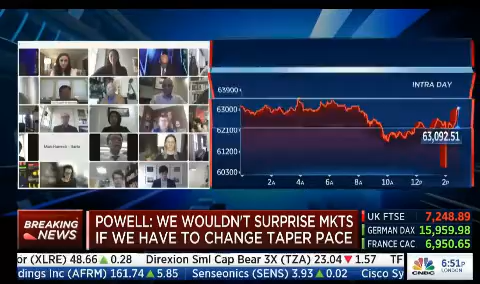 INTRA DAY
63900
63000
62100
61200
60300
63,092.51
2A
4A
6A
8A
10A
12P
2P
BREAKING NEWS
POWELL: WE WOULDN'T SURPRISE MKTS
IF WE HAVE TO CHANGE TAPER PACE
UK FTSE 7,248.89
GERMAN DAX 15,959.98
FRANCE CAC 6,950.65
or (XLRE) 48.66 ▲ 0.28 Direxion Sml Cap Bear 3X (TZA) 23.04 ▼ 1.57 TF
dings Inc (AFRM) 161.74 ▲ 5.85 Senseonics (SENS) 3.93 ▲ 0.02 Cisco Sy
CNBC
6:51P
LONDON